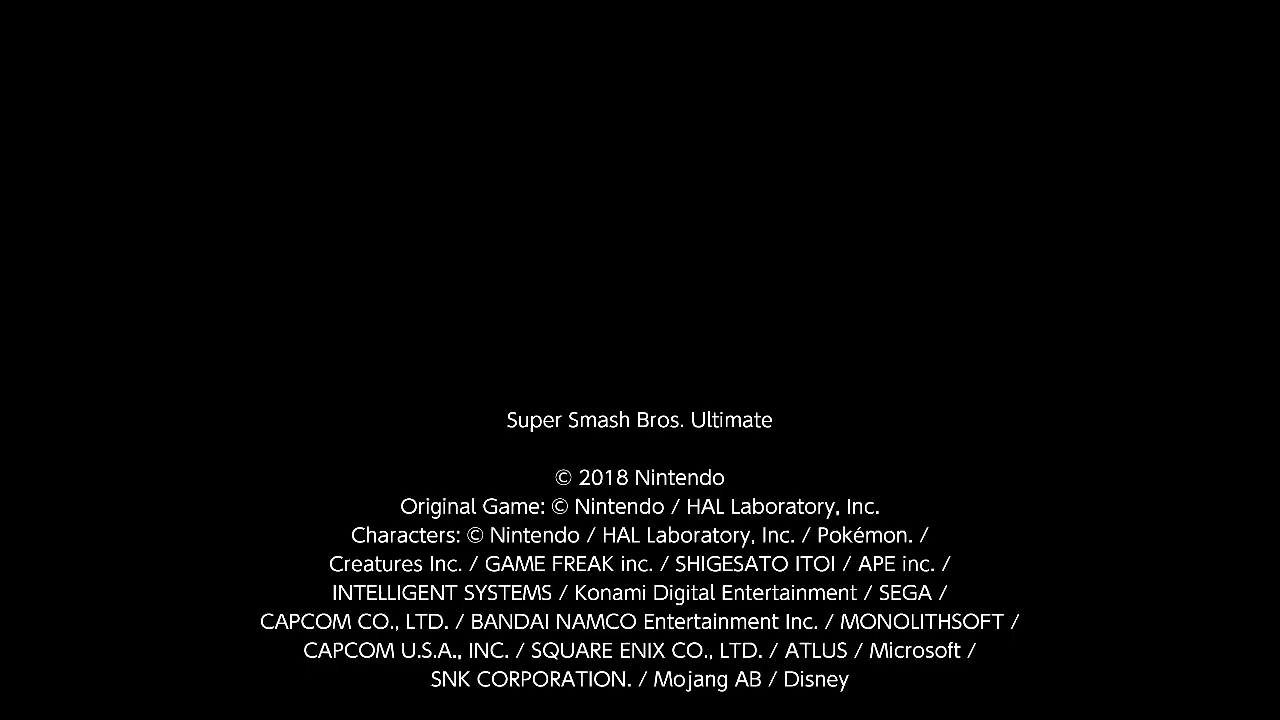 Super Smash Bros. Ultimate
© 2018 Nintendo
Original Game: © Nintendo / HAL Laboratory, Inc.
Characters: © Nintendo / HAL Laboratory, Inc. / Pokémon. /
Creatures Inc. / GAME FREAK inc. / SHIGESATO ITOI / APE inc. /
INTELLIGENT SYSTEMS / Konami Digital Entertainment / SEGA /
CAPCOM CO., LTD. / BANDAI NAMCO Entertainment Inc. / MONOLITHSOFT /
CAPCOM U.S.A., INC. / SQUARE ENIX CO., LTD. / ATLUS / Microsoft /
SNK CORPORATION. / Mojang AB / Disney